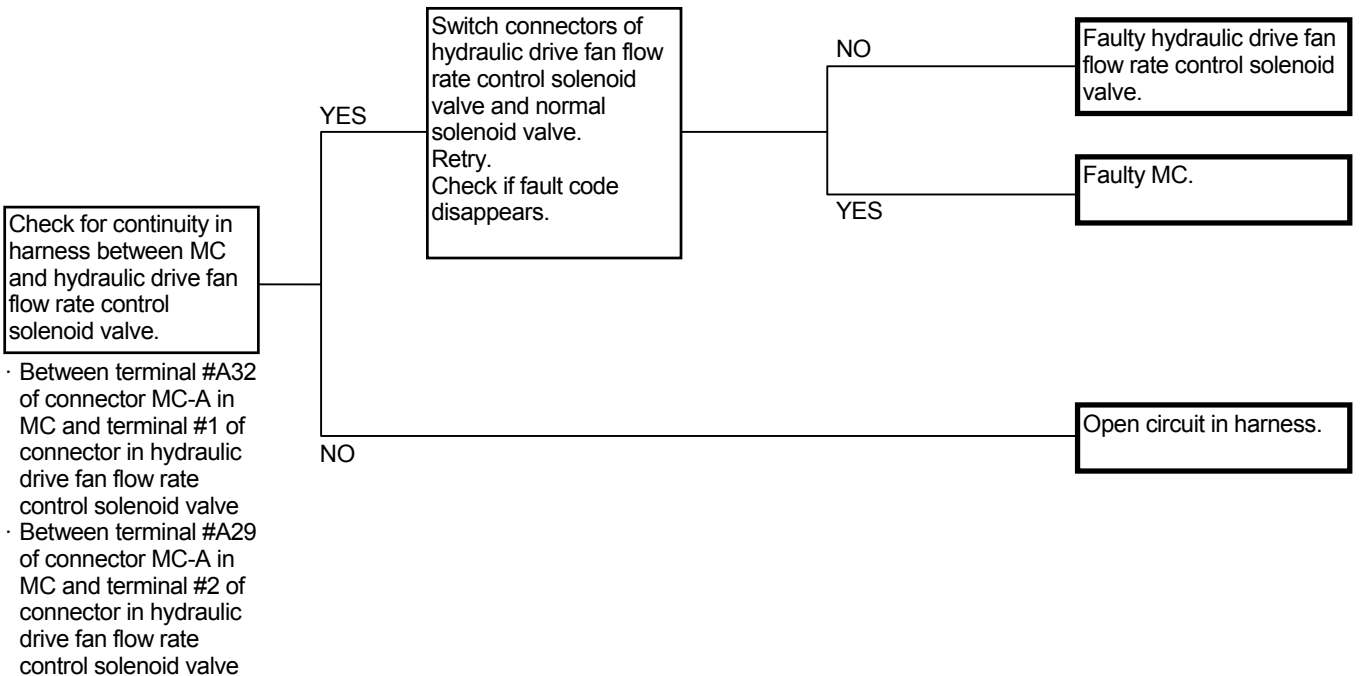 Check for continuity in
harness between MC
and hydraulic drive fan
flow rate control
solenoid valve.
· Between terminal #A32
of connector MC-A in
MC and terminal #1 of
connector in hydraulic
drive fan flow rate
control solenoid valve
· Between terminal #A29
of connector MC-A in
MC and terminal #2 of
connector in hydraulic
drive fan flow rate
control solenoid valve
YES
Switch connectors of
hydraulic drive fan flow
rate control solenoid
valve and normal
solenoid valve.
Retry.
Check if fault code
disappears.
NO
Faulty hydraulic drive fan
flow rate control solenoid
valve.
YES
Faulty MC.
NO
Open circuit in harness.